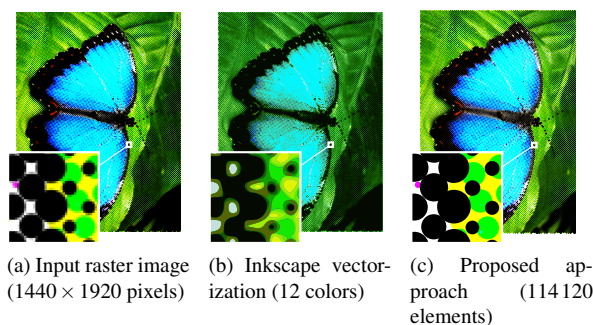 (a) Input raster image
(1440 × 1920 pixels)
(b) Inkscape vector-
ization (12 colors)
(c) Proposed ap-
proach (114 120
elements)